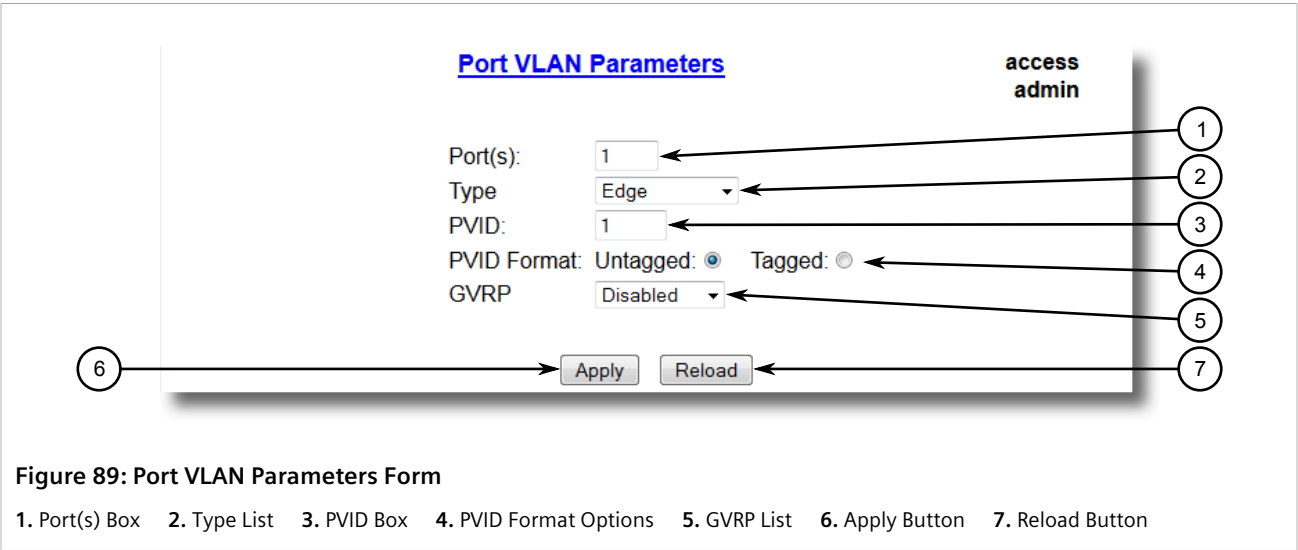 Port VLAN Parameters
access
admin
1
Port(s): 1
2
Type Edge
PVID: 1
3
PVID Format: Untagged: Tagged:
4
GVRP Disabled
5
6
Apply Reload
7
Figure 89: Port VLAN Parameters Form
1. Port(s) Box 2. Type List 3. PVID Box 4. PVID Format Options 5. GVRP List 6. Apply Button 7. Reload Button